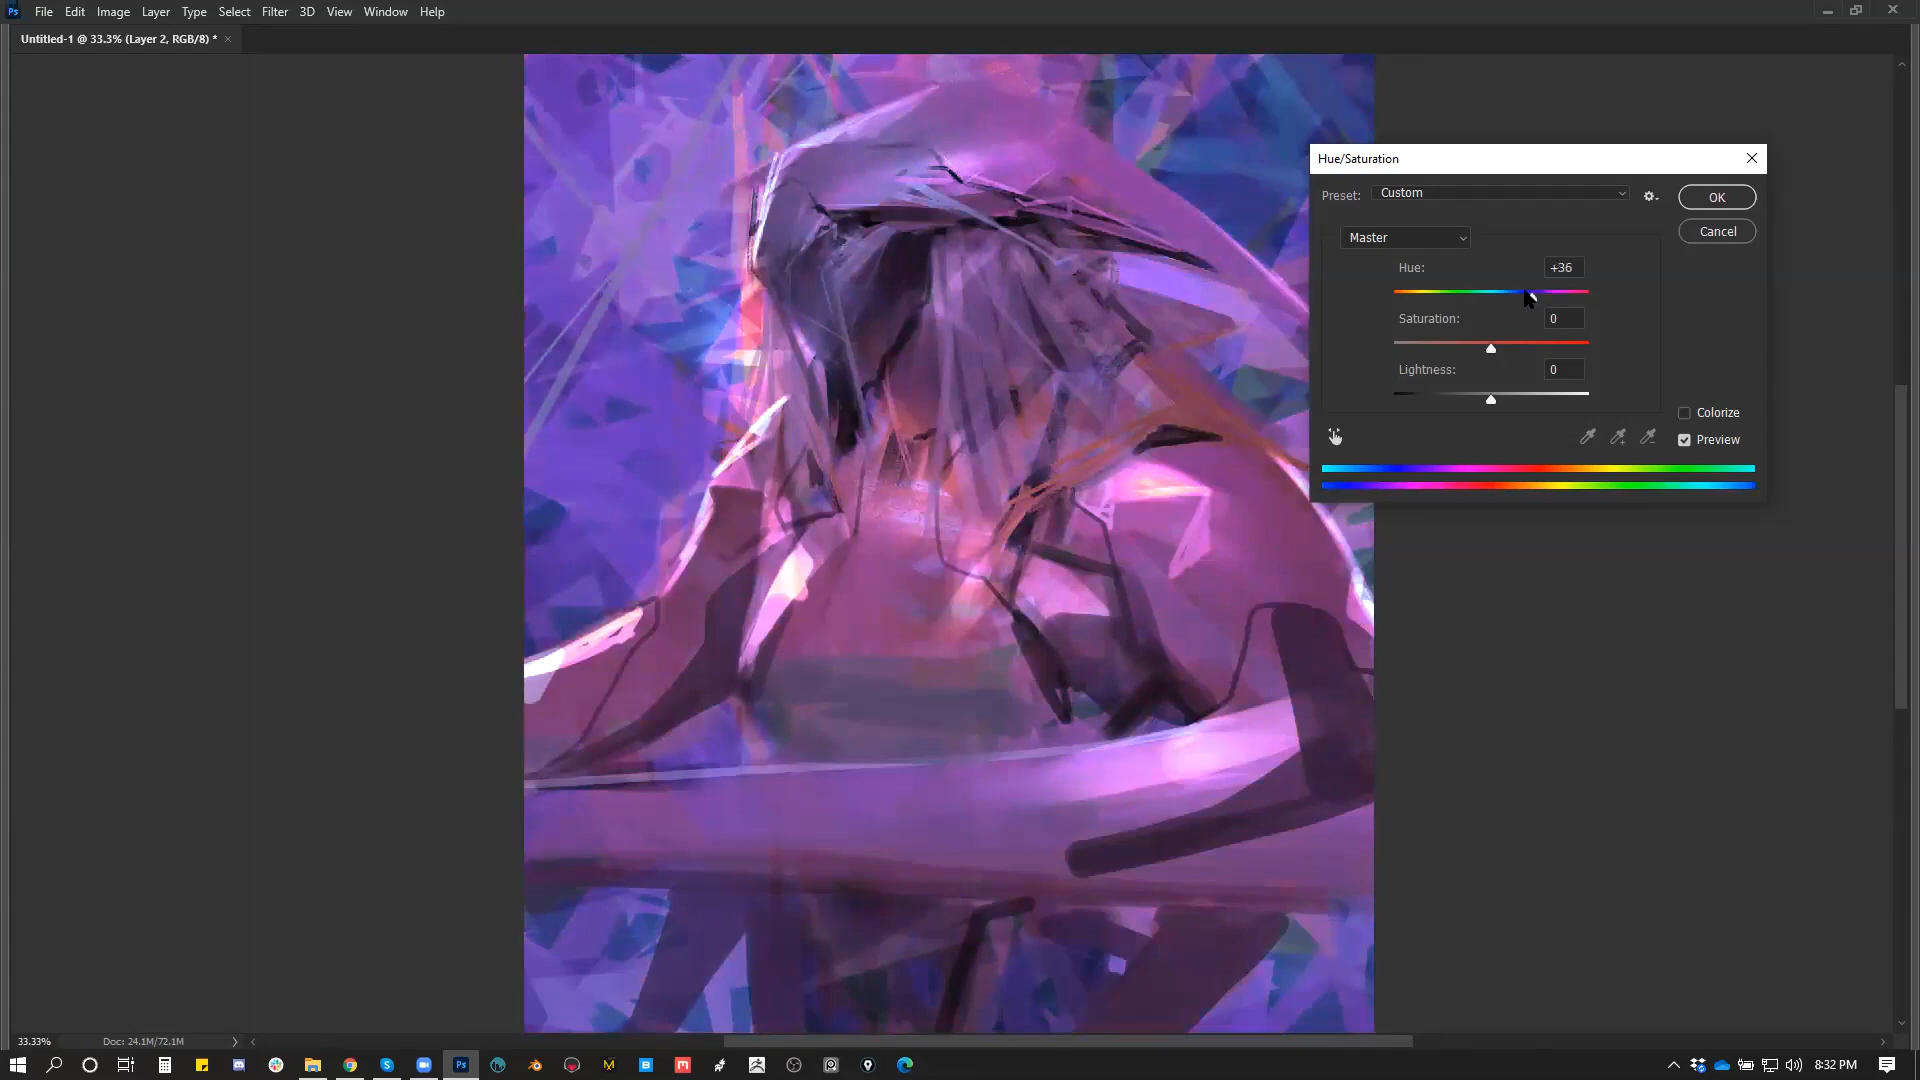 Ps File Edit Image Layer Type Select Filter 3D View Window Help
Untitled-1 @ 33.3% (Layer 2, RGB/8) *
Hue/Saturation
Preset: Custom
OK
Master
Cancel
Hue: +36
Saturation: 0
Lightness: 0
Colorize
Preview
33.33% Doc: 24.1M/72.1M
Ps
8:32 PM